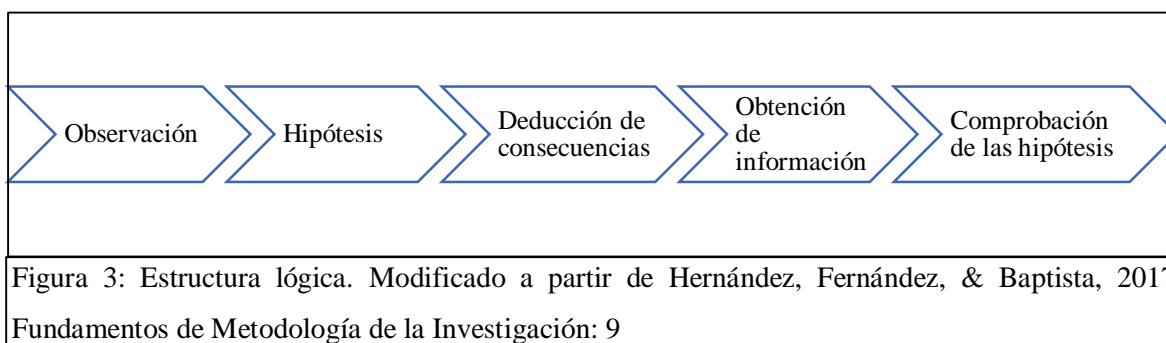 Observación
Hipótesis
Deducción de
consecuencias
Obtención
de
información
Comprobación
de las hipótesis
Figura 3: Estructura lógica. Modificado a partir de Hernández, Fernández, & Baptista, 2017
Fundamentos de Metodología de la Investigación: 9